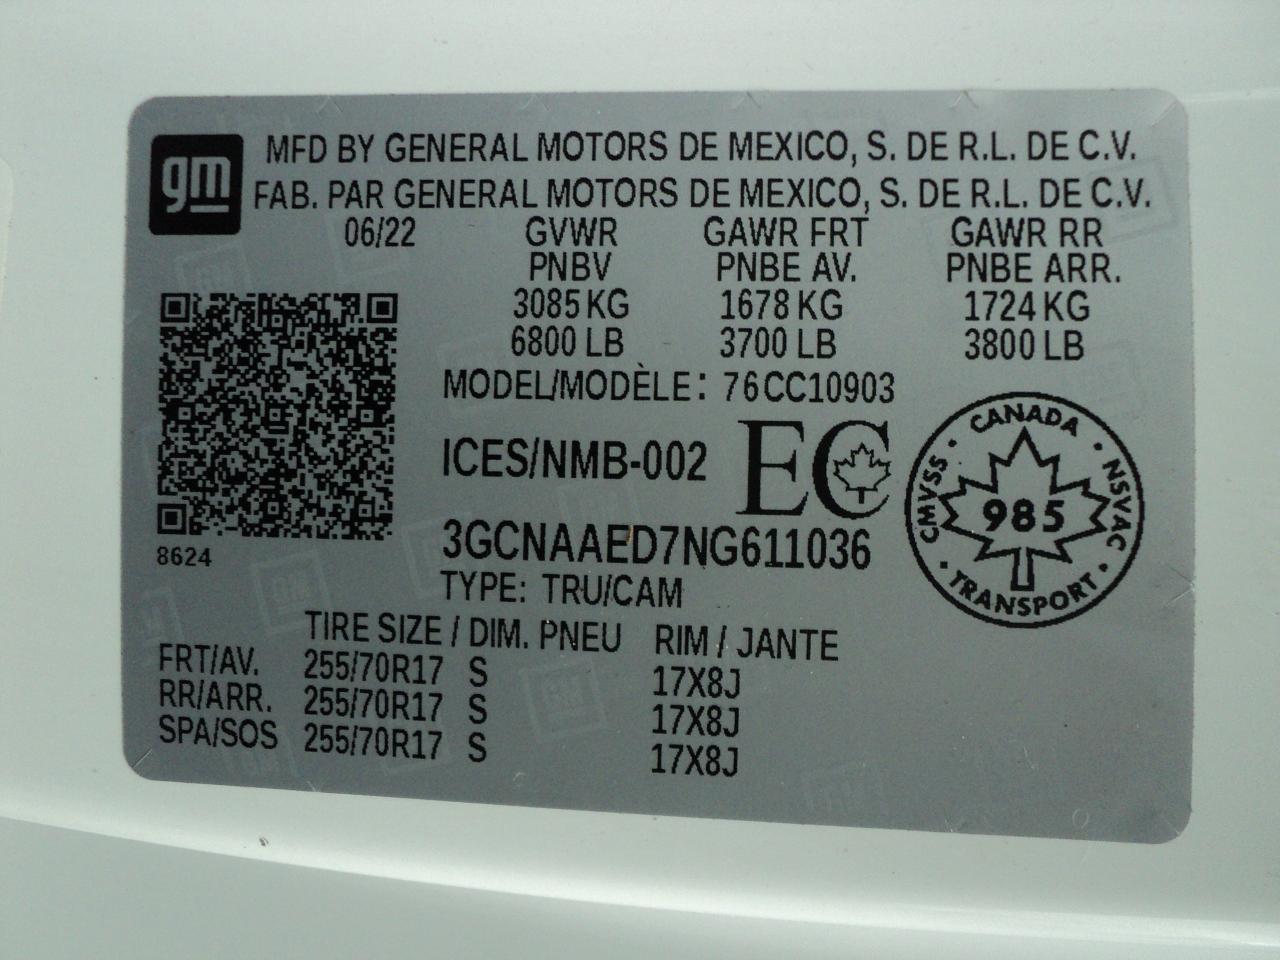 gm
MFD BY GENERAL MOTORS DE MEXICO, S. DE R.L. DE C.V.
FAB. PAR GENERAL MOTORS DE MEXICO, S. DE R.L. DE C.V.
06/22 GVWR GAWR FRT GAWR RR
PNBV PNBE AV. PNBE ARR.
3085 KG 1678 KG 1724 KG
6800 LB 3700 LB 3800 LB
MODEL/MODÈLE: 76CC10903
ICES/NMB-002 EC
CANADA
CMVSS 985 NSVAC
TRANSPORT
3GCNAAED7NG611036
8624
TYPE: TRU/CAM
TIRE SIZE / DIM. PNEU RIM / JANTE
FRT/AV. 255/70R17 S 17X8J
RR/ARR. 255/70R17 S 17X8J
SPA/SOS 255/70R17 S 17X8J